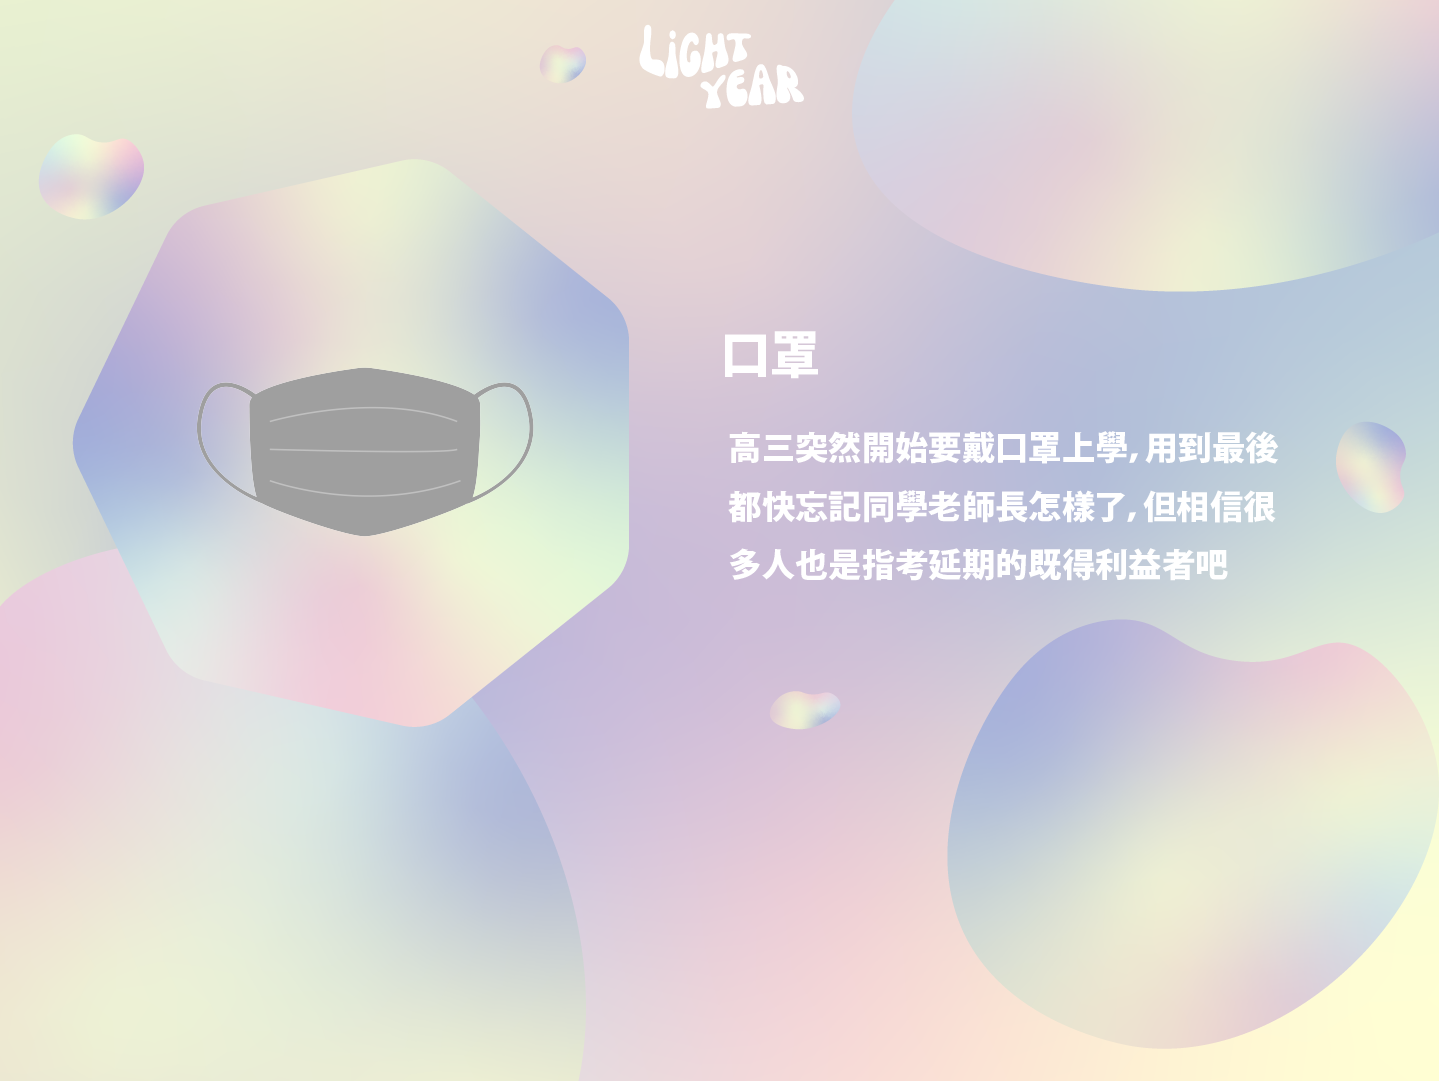 LiGHT
YEAR
口罩
高三突然開始要戴口罩上學, 用到最後
都快忘記同學老師長怎樣了, 但相信很
多人也是指考延期的既得利益者吧